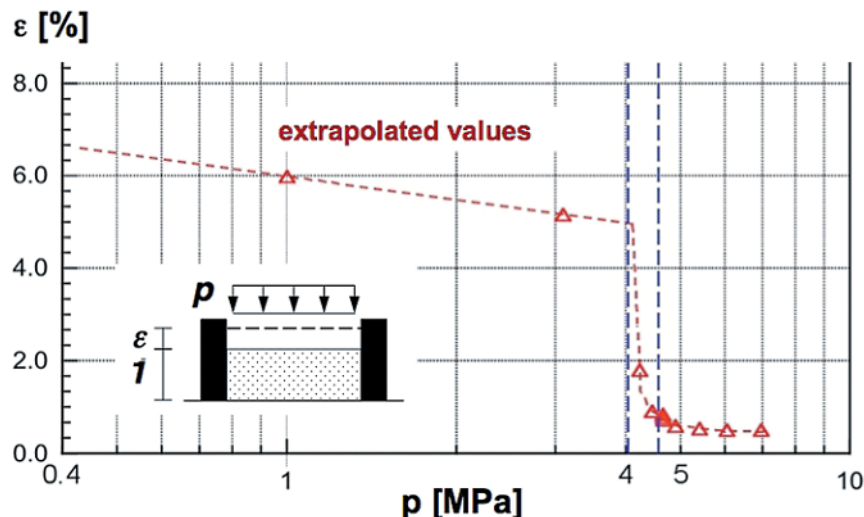 ε [%]
8.0
extrapolated values
6.0
4.0
p
ε
1
2.0
0.0
0.4
1
4
5
10
p [MPa]